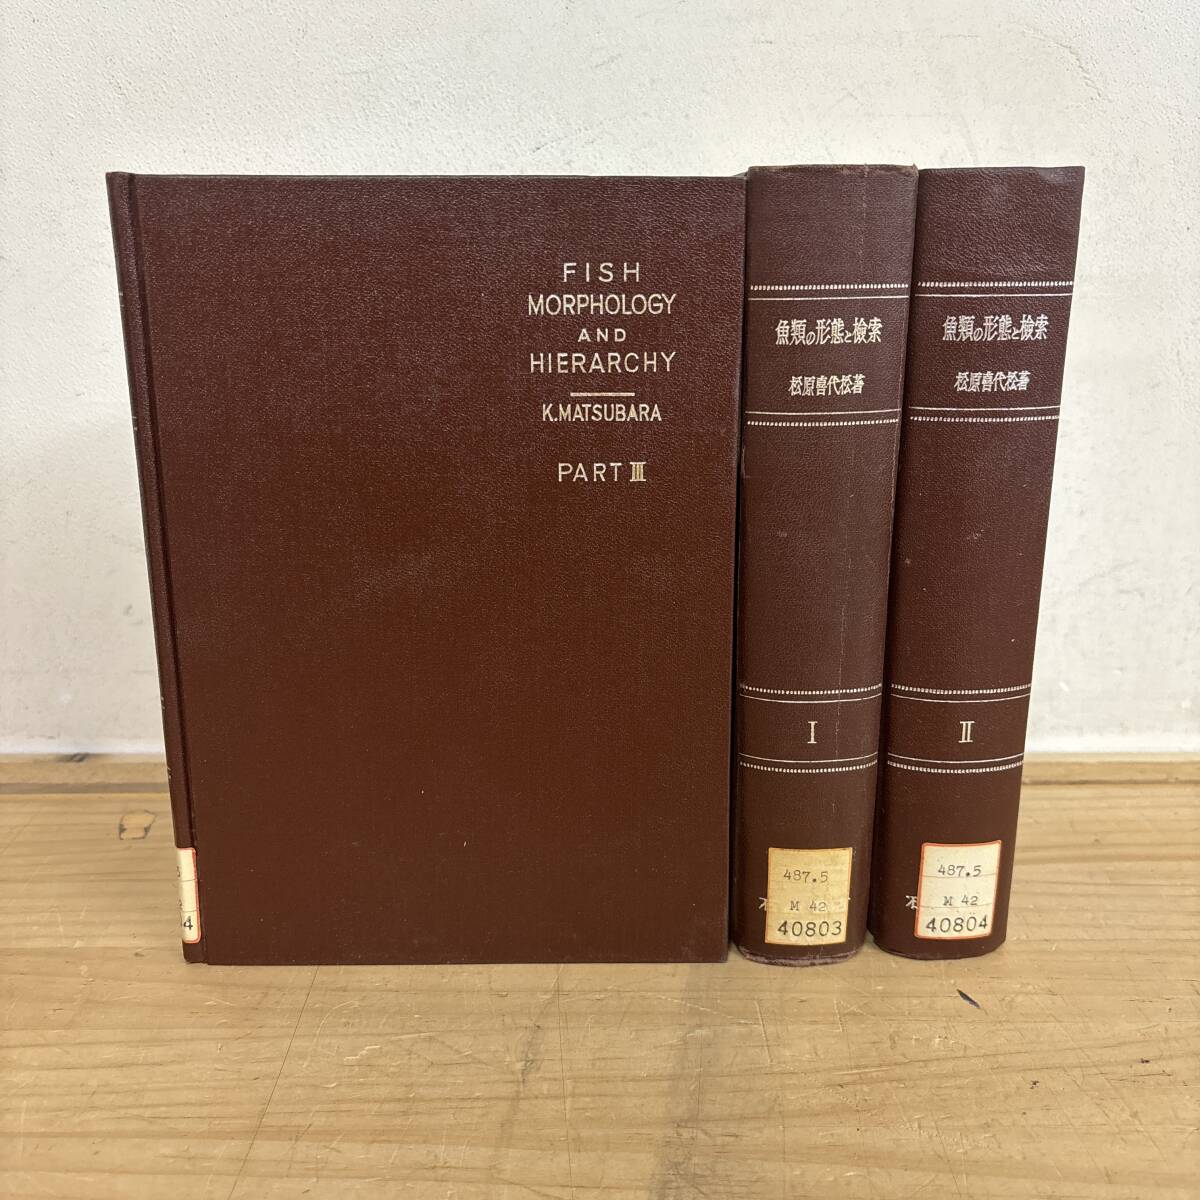 FISH
MORPHOLOGY
AND
HIERARCHY
K.MATSUBARA
PART III
4
魚類の形態と検索
松原喜代松著
I
487.5
M 42
40803
魚類の形態と検索
松原喜代松著
II
487.5
M 42
40804